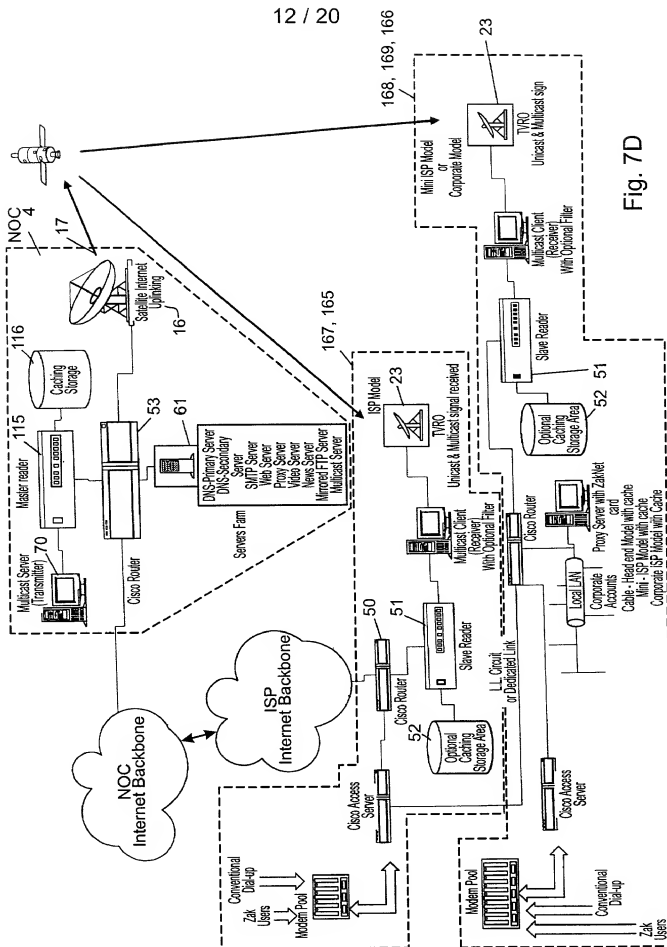 12 / 20
NOC
4
17
116
Caching
Storage
115
Master reader
70
Multicast Server
(Transmitter)
53
Cisco Router
61
Satellite Internet
Uplinking
16
DNS-Primary Server
DNS-Secondary
Server
SMTP Server
Web Server
Proxy Server
Video Server
News Server
Mirrored FTP Server
Multicast Server
Servers Farm
NOC
Internet Backbone
ISP
Internet Backbone
167, 165
ISP Model
23
TVRO
Unicast & Multicast signal received
Multicast Client
(Receiver)
With Optional Filter
51
Slave Reader
50
Cisco Router
52
Optional
Caching
Storage Area
Cisco Access
Server
Conventional
Dial-up
Zak
Users
Modem Pool
L.L. Circuit
or Dedicated Link
168, 169, 166
Mini ISP Model
or
Corporate Model
23
TVRO
Unicast & Multicast sign
Multicast Client
(Receiver)
With Optional Filter
Slave Reader
51
52
Optional
Caching
Storage Area
Cisco Router
Proxy Server with ZakNet
card
Local LAN
Corporate
Accounts
Cable - Head end Model with cache
Mini - ISP Model with cache
Corporate ISP Model with Cache
Cisco Access
Server
Modem Pool
Conventional
Dial-up
Zak
Users
Fig. 7D